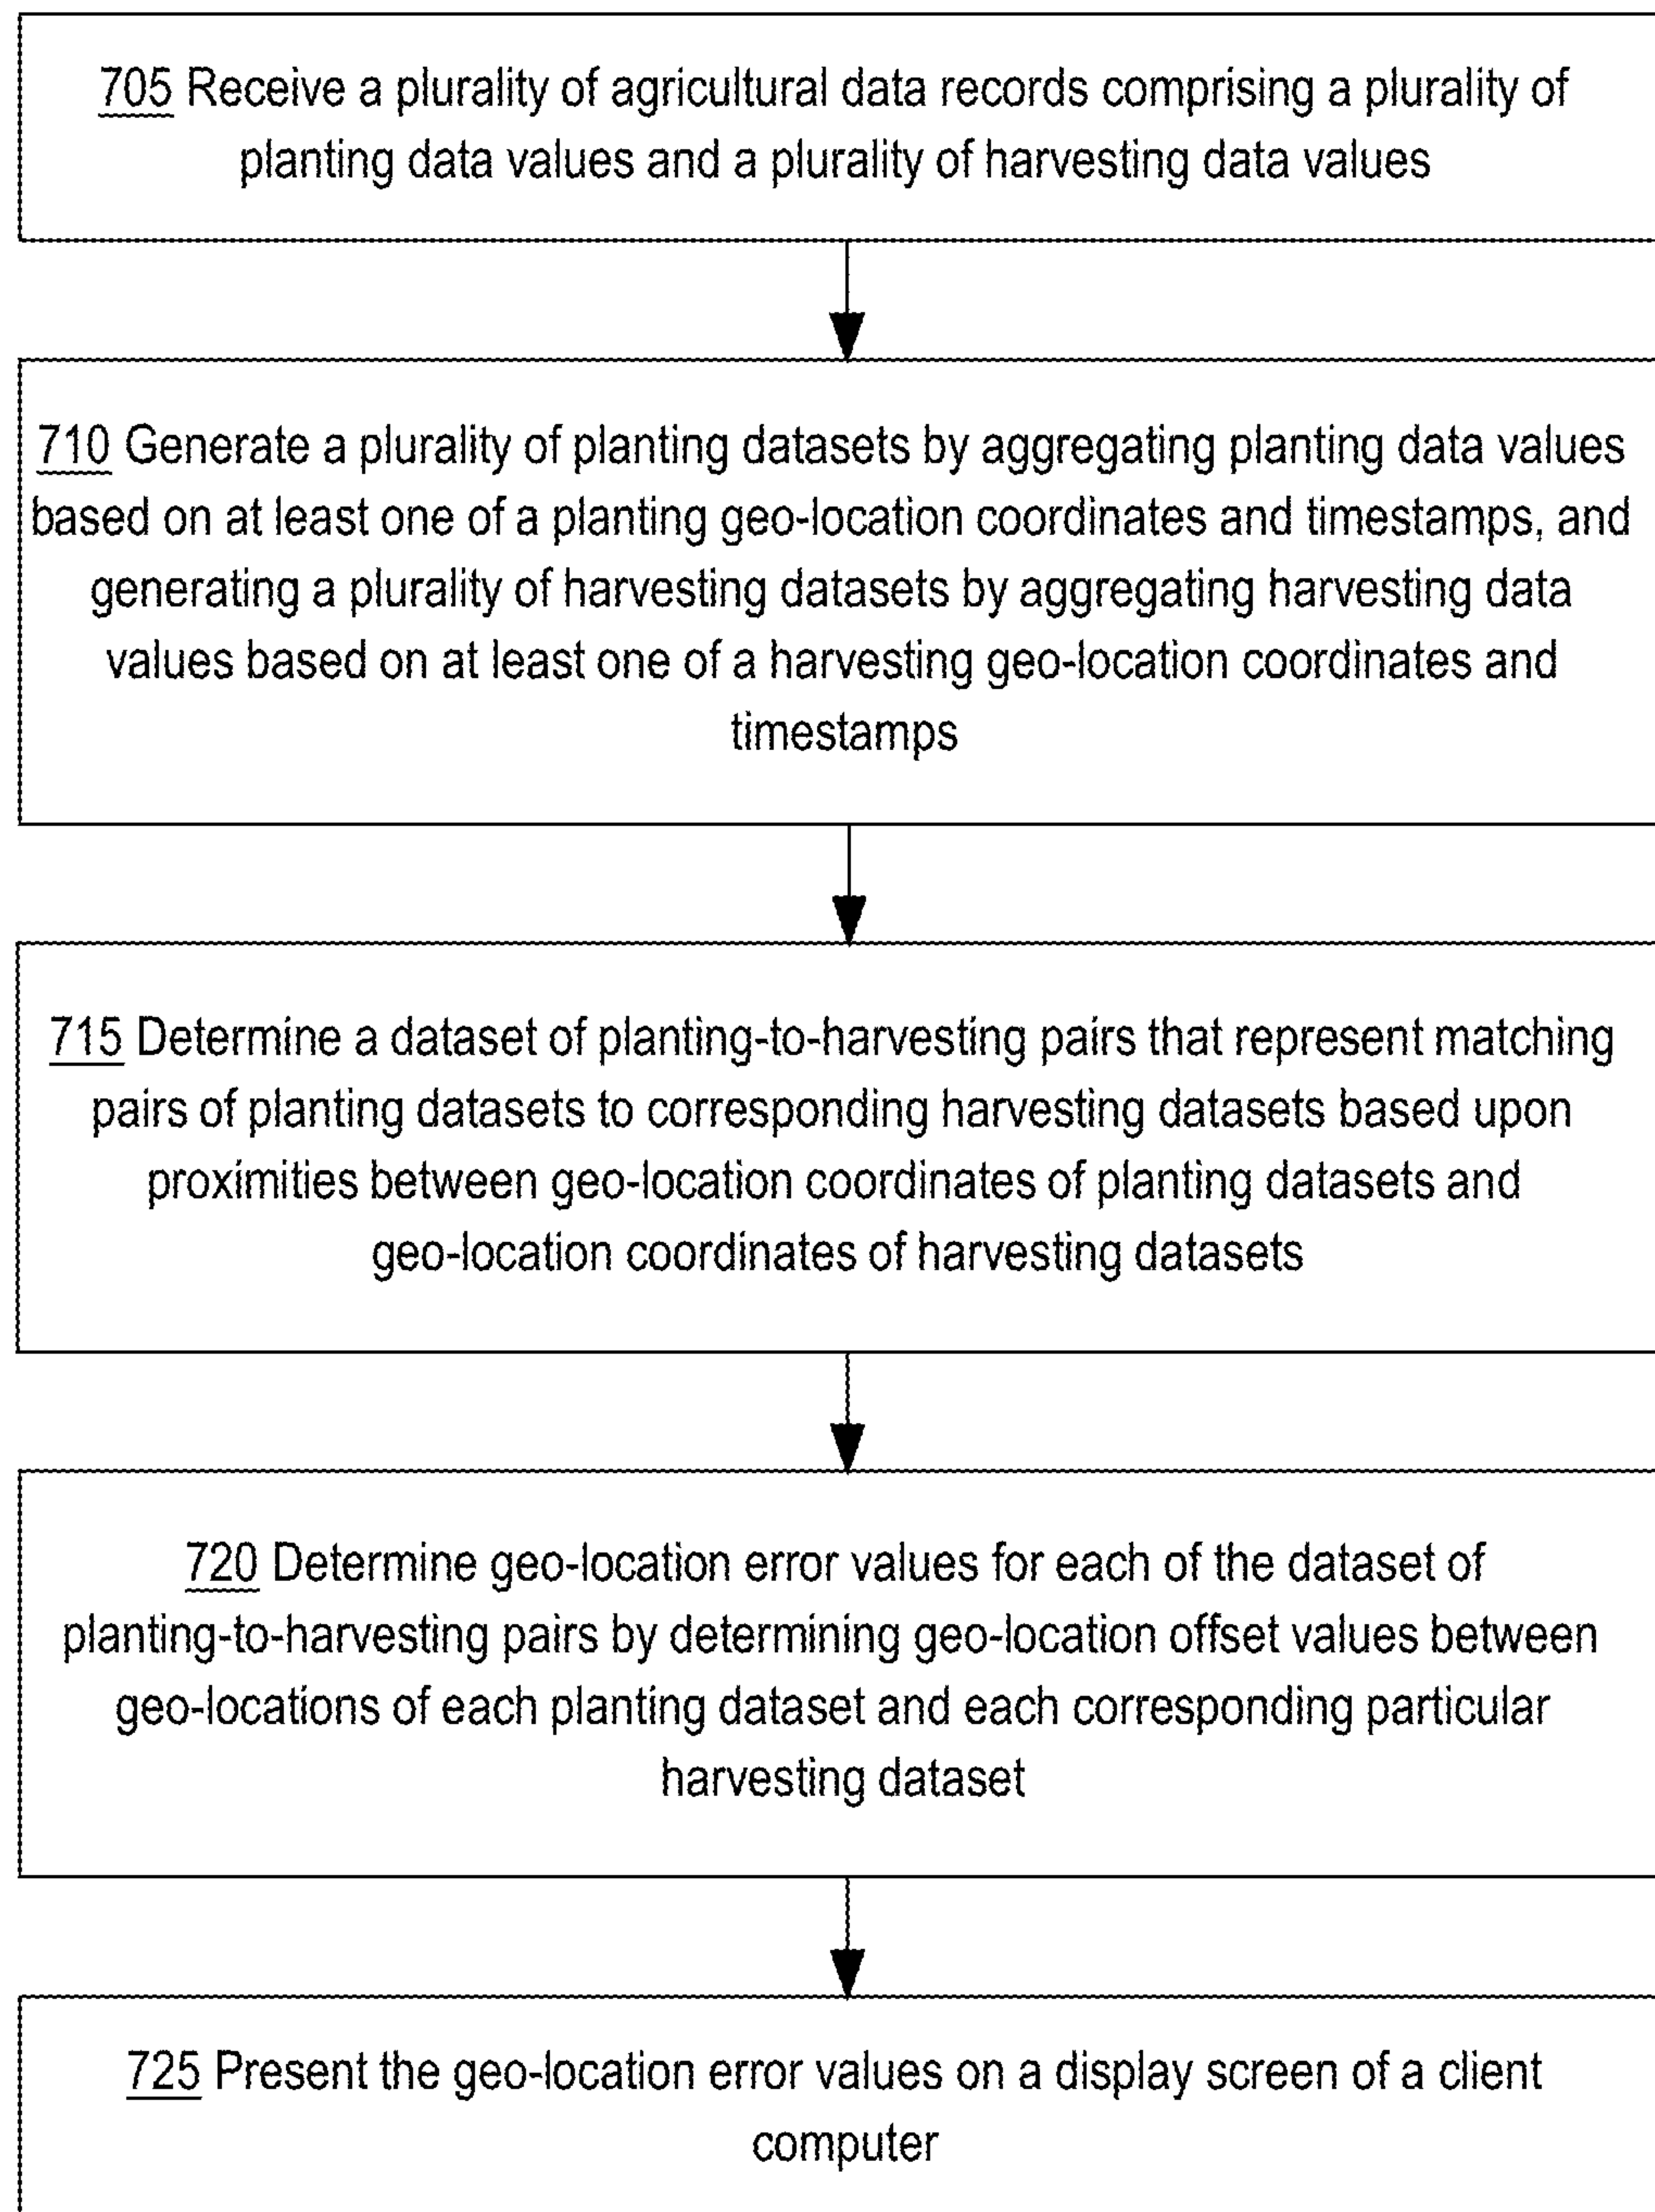 705 Receive a plurality of agricultural data records comprising a plurality of
planting data values and a plurality of harvesting data values
710 Generate a plurality of planting datasets by aggregating planting data values
based on at least one of a planting geo-location coordinates and timestamps, and
generating a plurality of harvesting datasets by aggregating harvesting data
values based on at least one of a harvesting geo-location coordinates and
timestamps
715 Determine a dataset of planting-to-harvesting pairs that represent matching
pairs of planting datasets to corresponding harvesting datasets based upon
proximities between geo-location coordinates of planting datasets and
geo-location coordinates of harvesting datasets
720 Determine geo-location error values for each of the dataset of
planting-to-harvesting pairs by determining geo-location offset values between
geo-locations of each planting dataset and each corresponding particular
harvesting dataset
725 Present the geo-location error values on a display screen of a client
computer